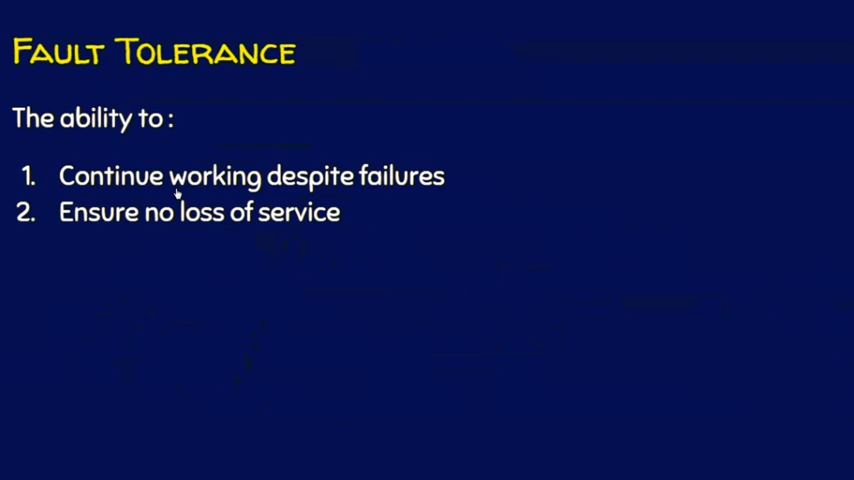 Fault Tolerance
The ability to :
1. Continue working despite failures
2. Ensure no loss of service